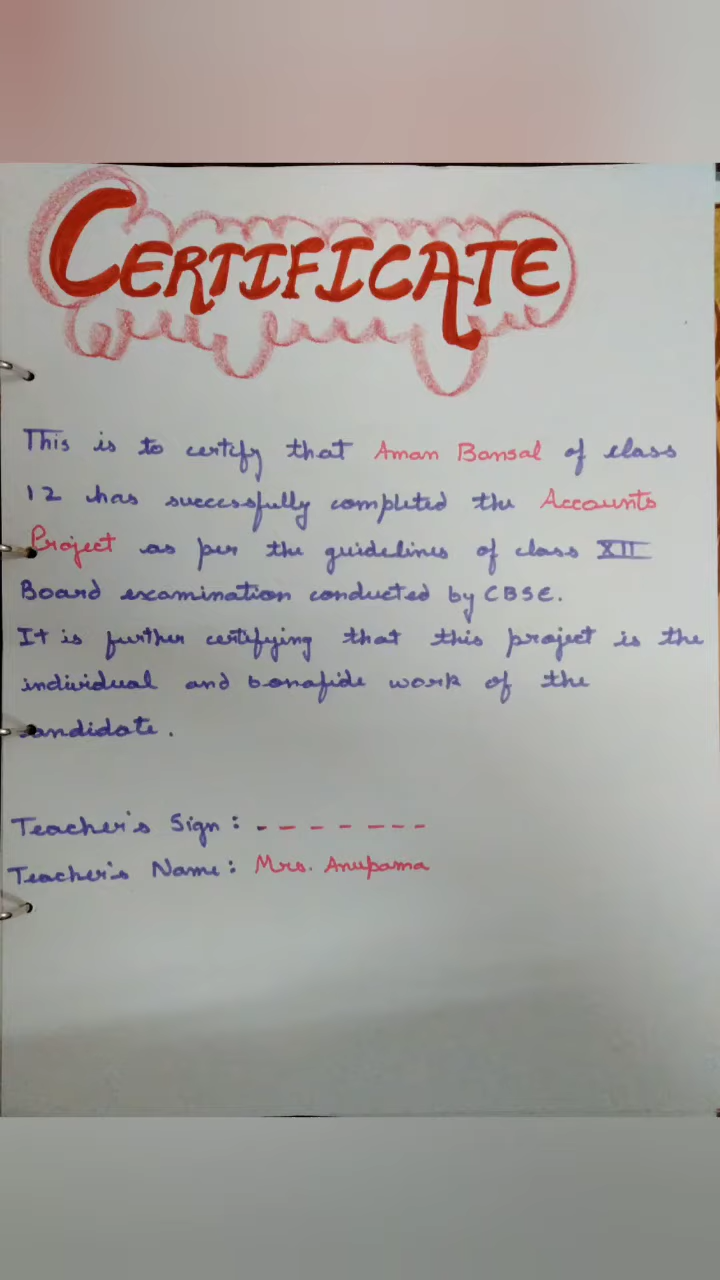 CERTIFICATE
This is to certify that Aman Bansal of class
12 has successfully completed the Accounts
Project as per the guidelines of class XII
Board examination conducted by CBSE.
It is further certifying that this project is the
individual and bonafide work of the
candidate.
Teacher's Sign : - - - - - - -
Teacher's Name : Mrs. Anupama